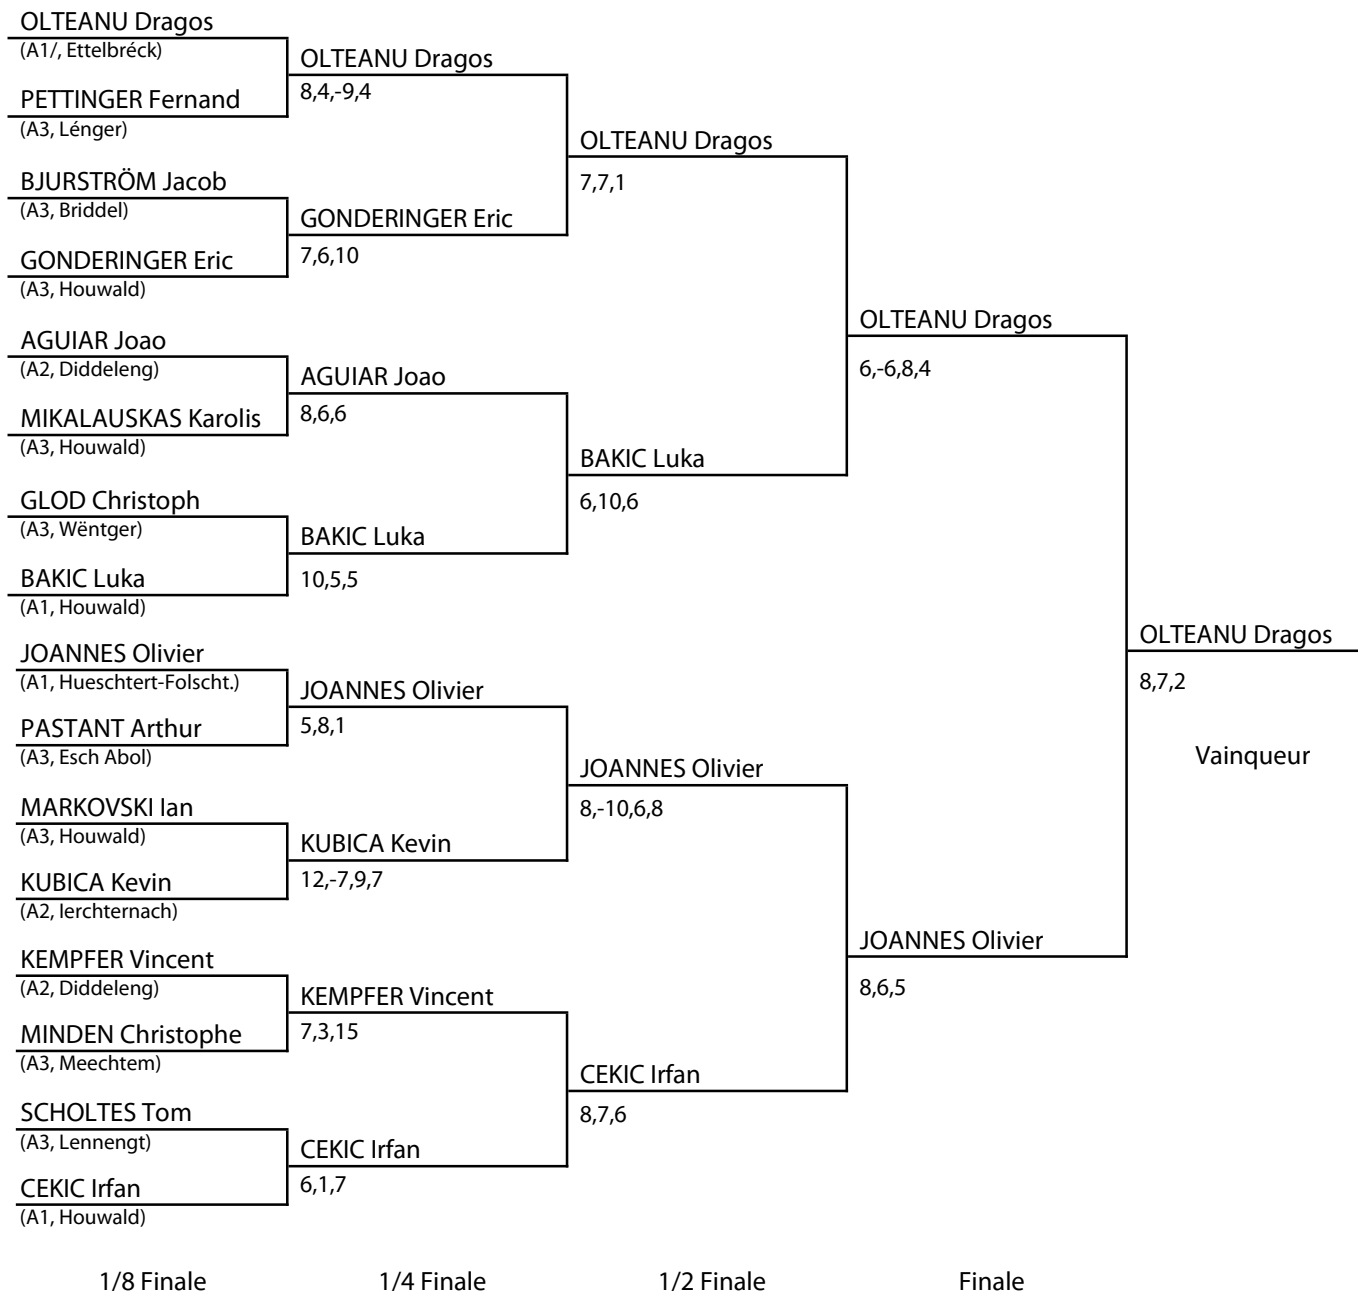 OLTEANU Dragos
(A1/, Ettelbréck)
PETTINGER Fernand
(A3, Lénger)
BJURSTRÖM Jacob
(A3, Briddel)
GONDERINGER Eric
(A3, Houwald)
AGUIAR Joao
(A2, Diddeleng)
MIKALAUSKAS Karolis
(A3, Houwald)
GLOD Christoph
(A3, Wëntger)
BAKIC Luka
(A1, Houwald)
JOANNES Olivier
(A1, Hueschtert-Folscht.)
PASTANT Arthur
(A3, Esch Abol)
MARKOVSKI Ian
(A3, Houwald)
KUBICA Kevin
(A2, Ierchternach)
KEMPFER Vincent
(A2, Diddeleng)
MINDEN Christophe
(A3, Meechtem)
SCHOLTES Tom
(A3, Lennengt)
CEKIC Irfan
(A1, Houwald)
1/8 Finale
OLTEANU Dragos
8,4,-9,4
GONDERINGER Eric
7,6,10
AGUIAR Joao
8,6,6
BAKIC Luka
10,5,5
JOANNES Olivier
5,8,1
KUBICA Kevin
12,-7,9,7
KEMPFER Vincent
7,3,15
CEKIC Irfan
6,1,7
1/4 Finale
OLTEANU Dragos
7,7,1
BAKIC Luka
6,10,6
JOANNES Olivier
8,-10,6,8
CEKIC Irfan
8,7,6
1/2 Finale
OLTEANU Dragos
6,-6,8,4
JOANNES Olivier
8,6,5
Finale
OLTEANU Dragos
8,7,2
Vainqueur